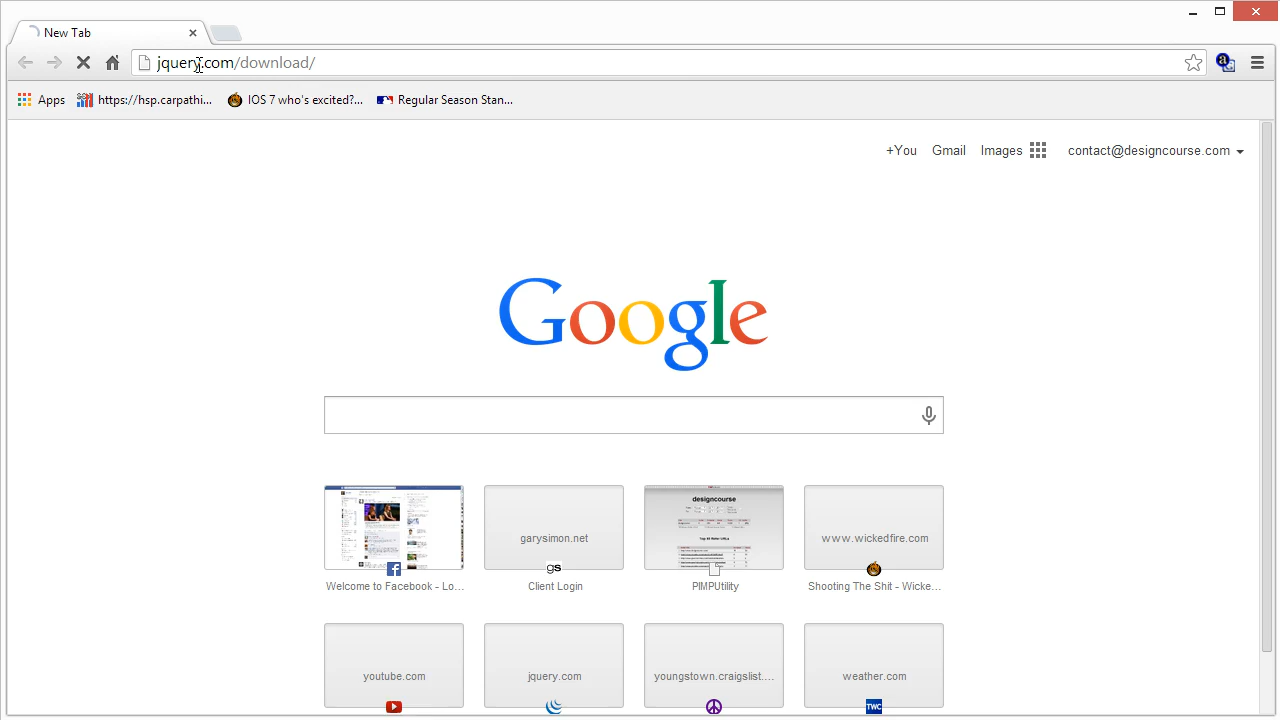 New Tab
jquery.com/download/
Apps https://hsp.carpathi... IOS 7 who's excited?... Regular Season Stan...
+You Gmail Images contact@designcourse.com
Google
designcourse
garysimon.net
www.wickedfire.com
gs
Welcome to Facebook - Lo... Client Login PIMPUtility Shooting The Shit - Wicke...
youtube.com jquery.com youngstown.craigslist.... weather.com
TWC